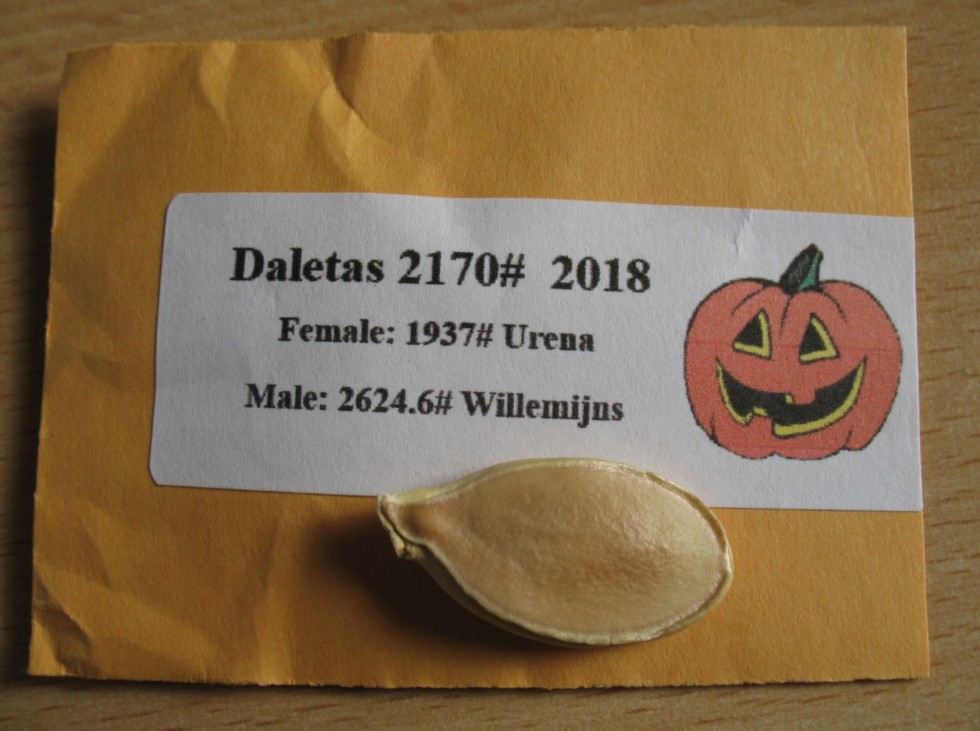 Daletas 2170# 2018
Female: 1937# Urena
Male: 2624.6# Willemijns